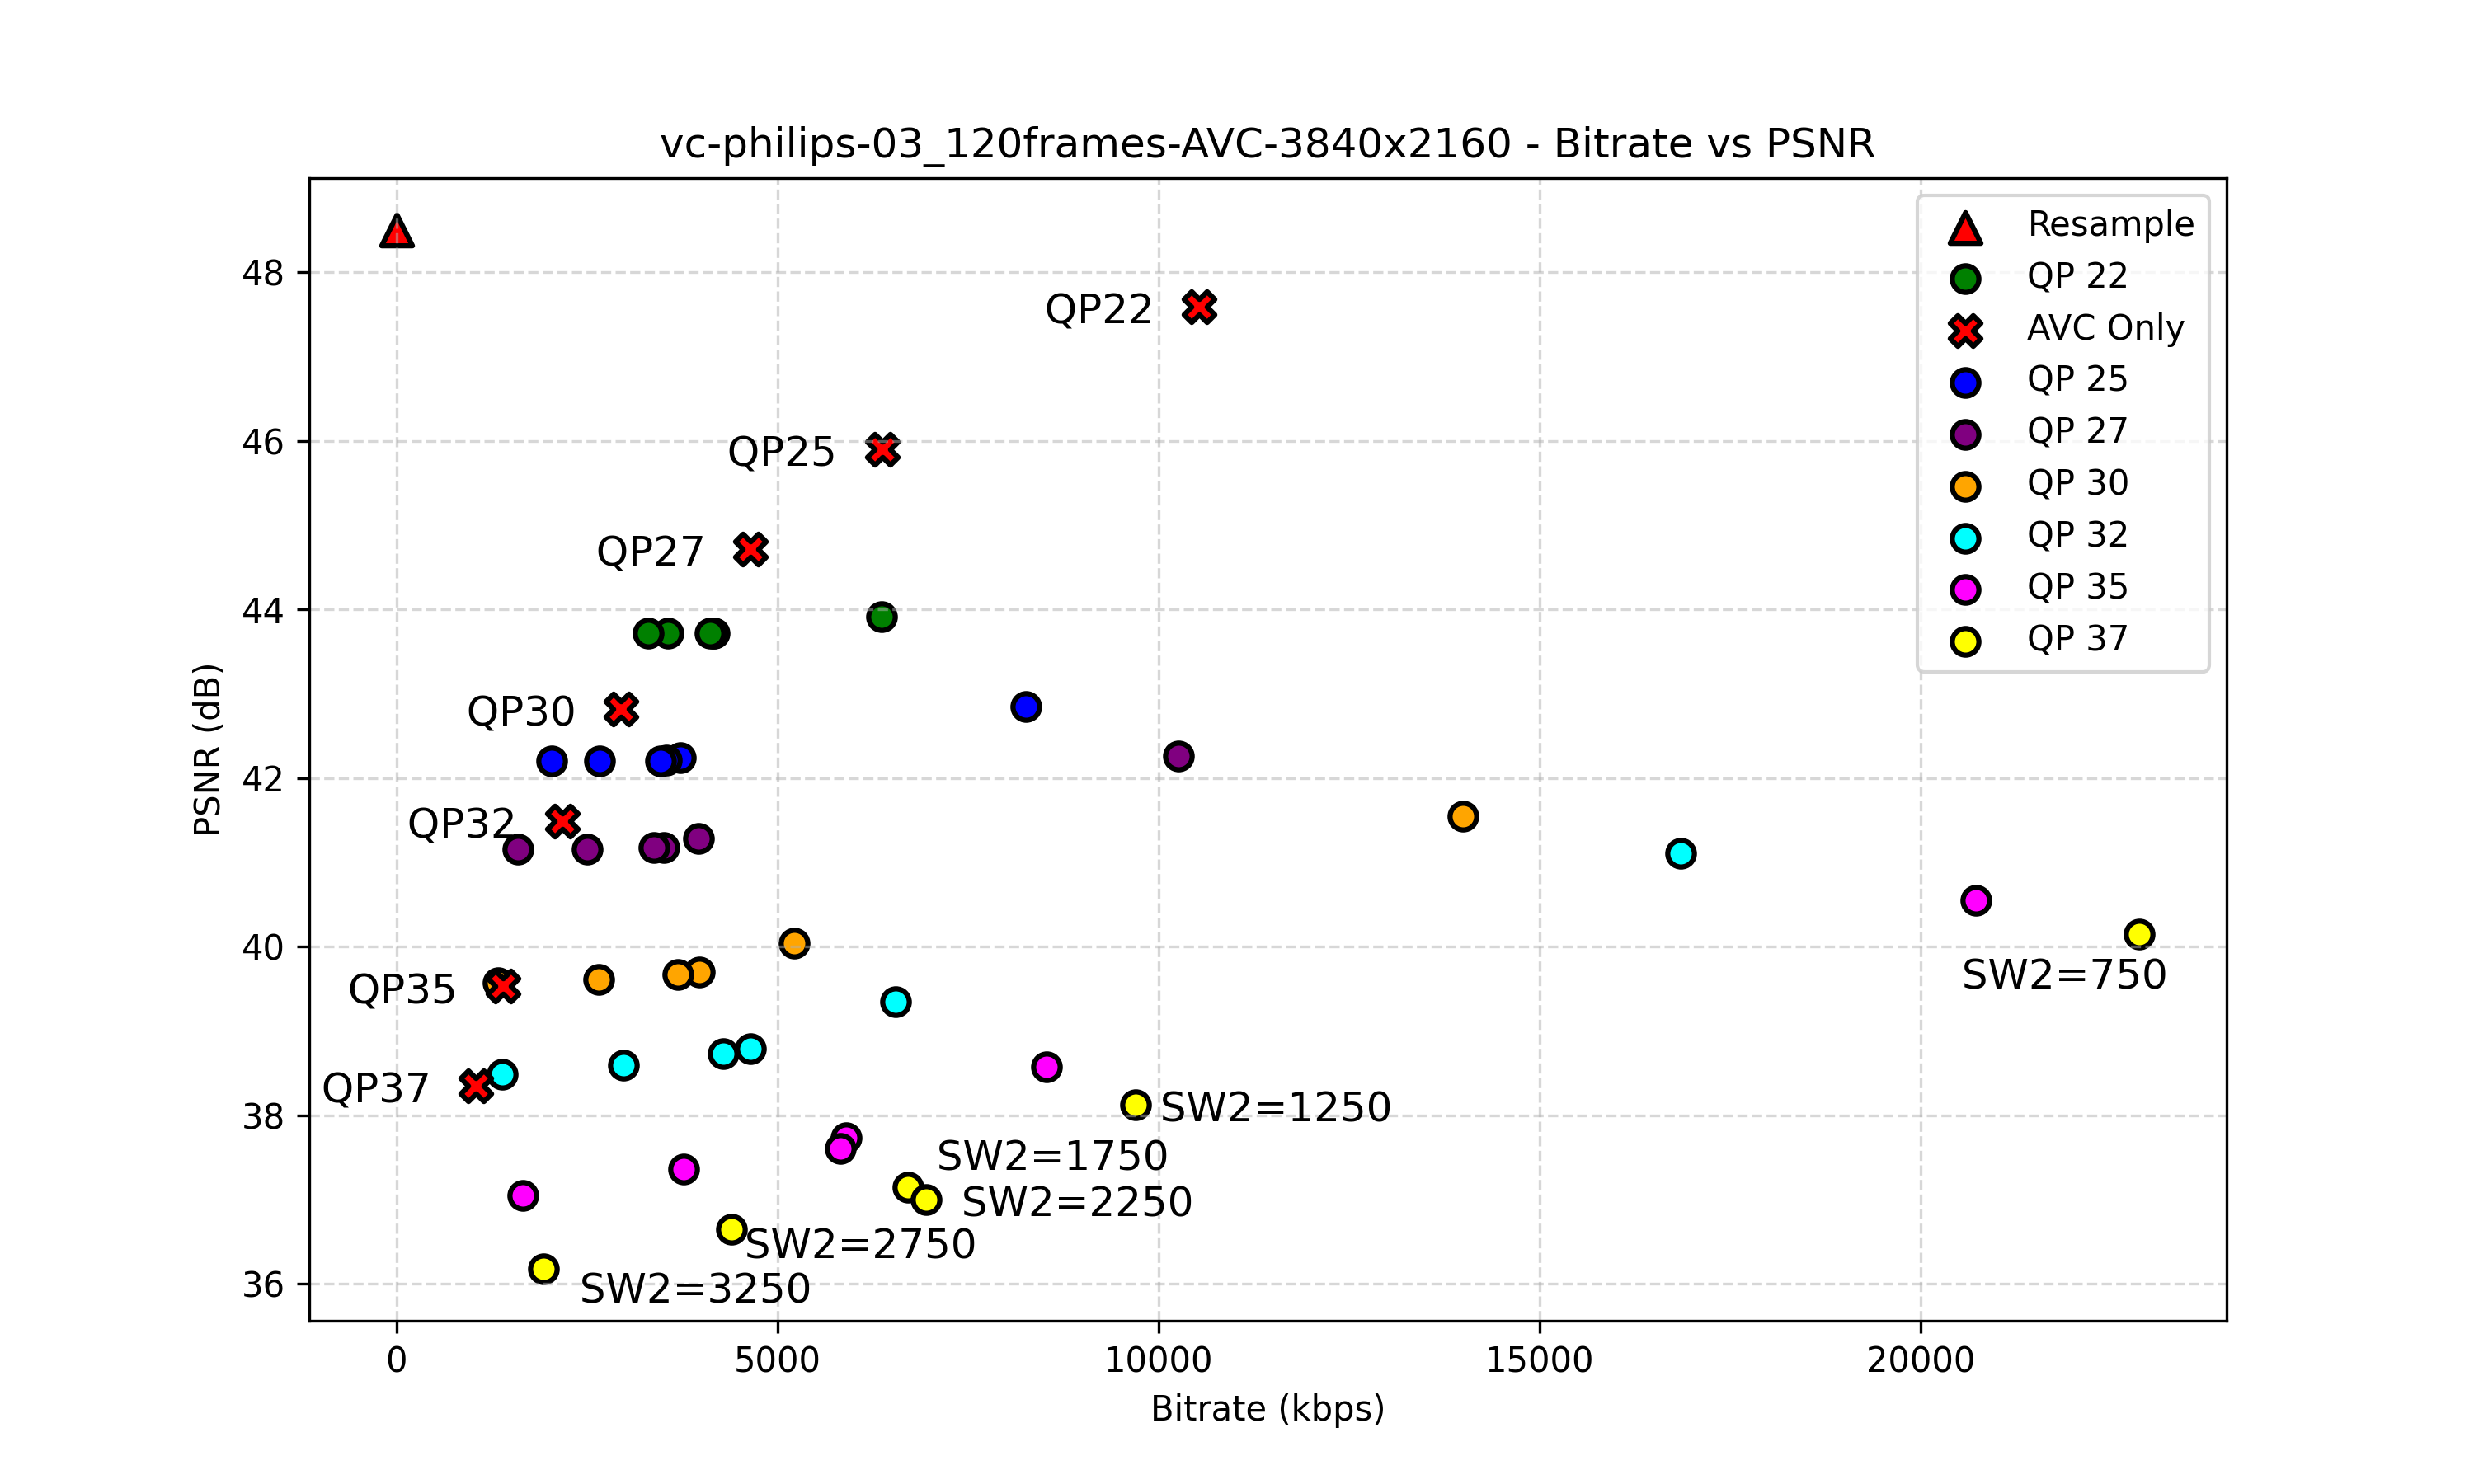 vc-philips-03_120frames-AVC-3840x2160 - Bitrate vs PSNR
Resample
QP 22
AVC Only
QP 25
QP 27
QP 30
QP 32
QP 35
QP 37
48
46
44
42
40
38
36
PSNR (dB)
QP22
QP25
QP27
QP30
QP32
QP35
QP37
SW2=750
SW2=1250
SW2=1750
SW2=2250
SW2=2750
SW2=3250
0
5000
10000
15000
20000
Bitrate (kbps)